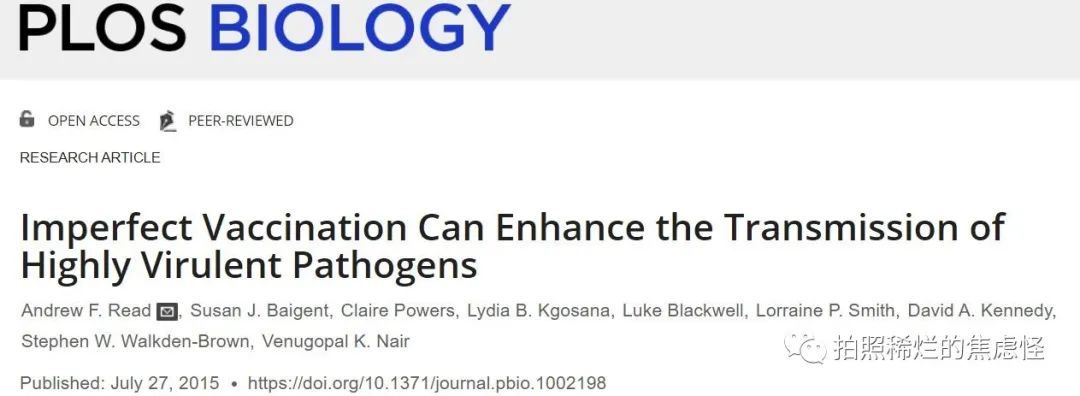 PLOS BIOLOGY
OPEN ACCESS PEER-REVIEWED
RESEARCH ARTICLE
Imperfect Vaccination Can Enhance the Transmission of
Highly Virulent Pathogens
Andrew F. Read, Susan J. Baigent, Claire Powers, Lydia B. Kgosana, Luke Blackwell, Lorraine P. Smith, David A. Kennedy,
Stephen W. Walkden-Brown, Venugopal K. Nair
拍照稀烂的焦虑怪
Published: July 27, 2015 • https://doi.org/10.1371/journal.pbio.1002198